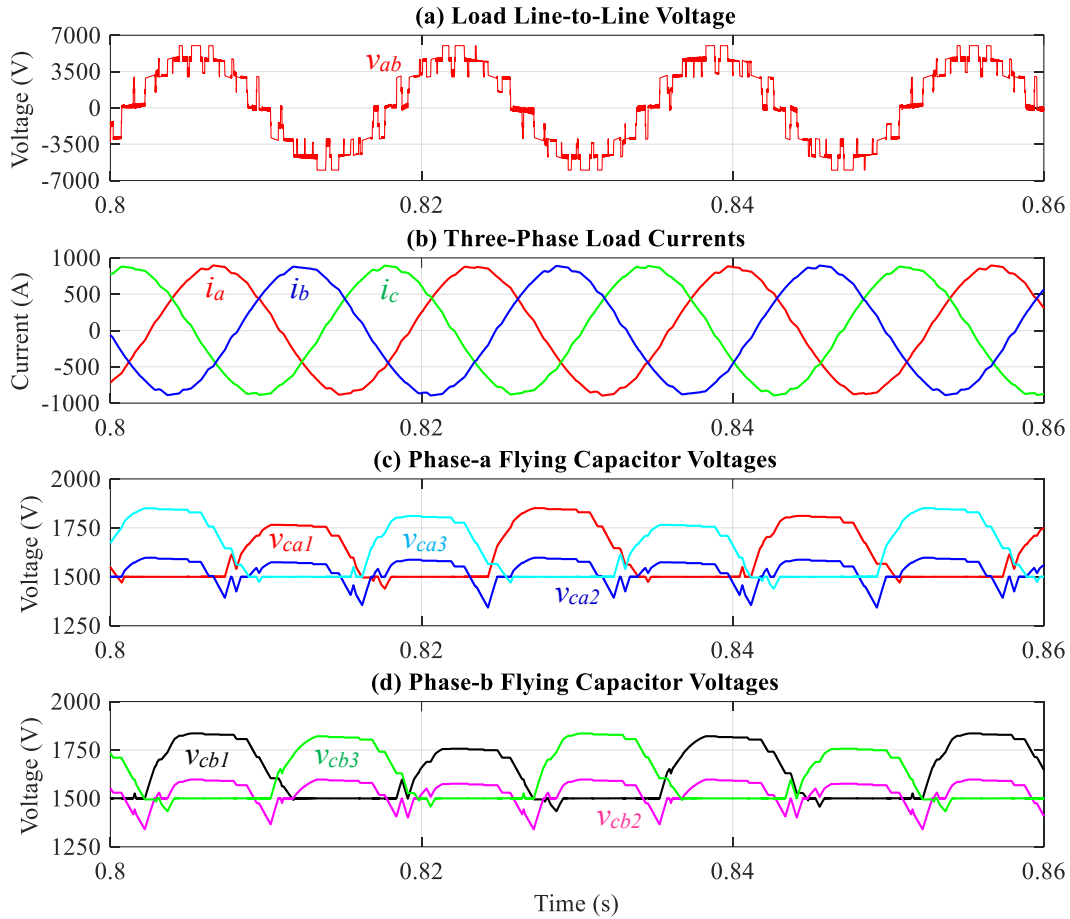 (a) Load Line-to-Line Voltage
7000
3500
0
-3500
-7000
Voltage (V)
vab
0.8 0.82 0.84 0.86
(b) Three-Phase Load Currents
1000
500
0
-500
-1000
Current (A)
ia ib ic
0.8 0.82 0.84 0.86
(c) Phase-a Flying Capacitor Voltages
2000
1750
1500
1250
Voltage (V)
vca1 vca3
vca2
0.8 0.82 0.84 0.86
(d) Phase-b Flying Capacitor Voltages
2000
1750
1500
1250
Voltage (V)
vcb1 vcb3
vcb2
0.8 0.82 0.84 0.86
Time (s)